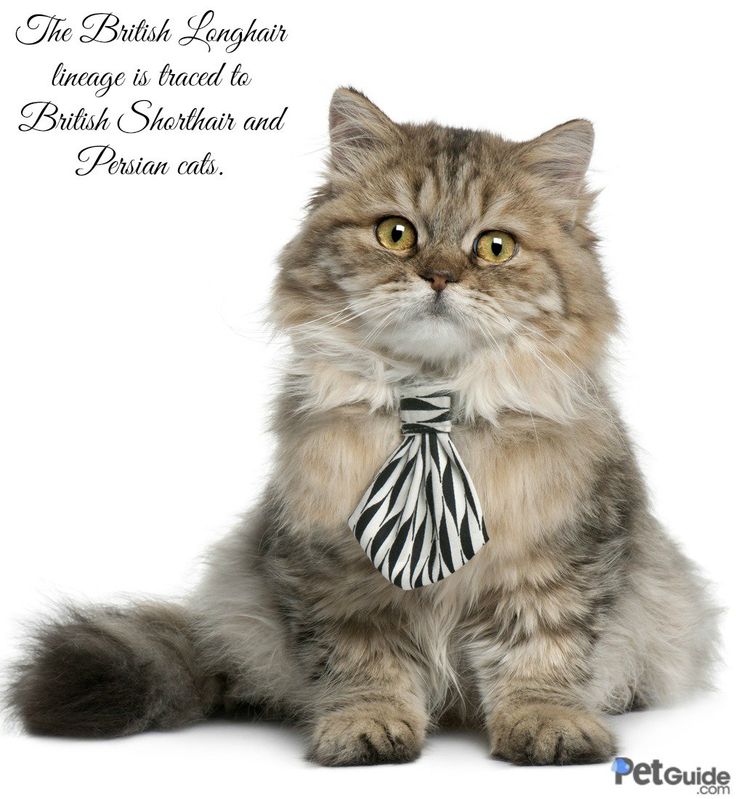 The British Longhair
lineage is traced to
British Shorthair and
Persian cats.
PetGuide
.com